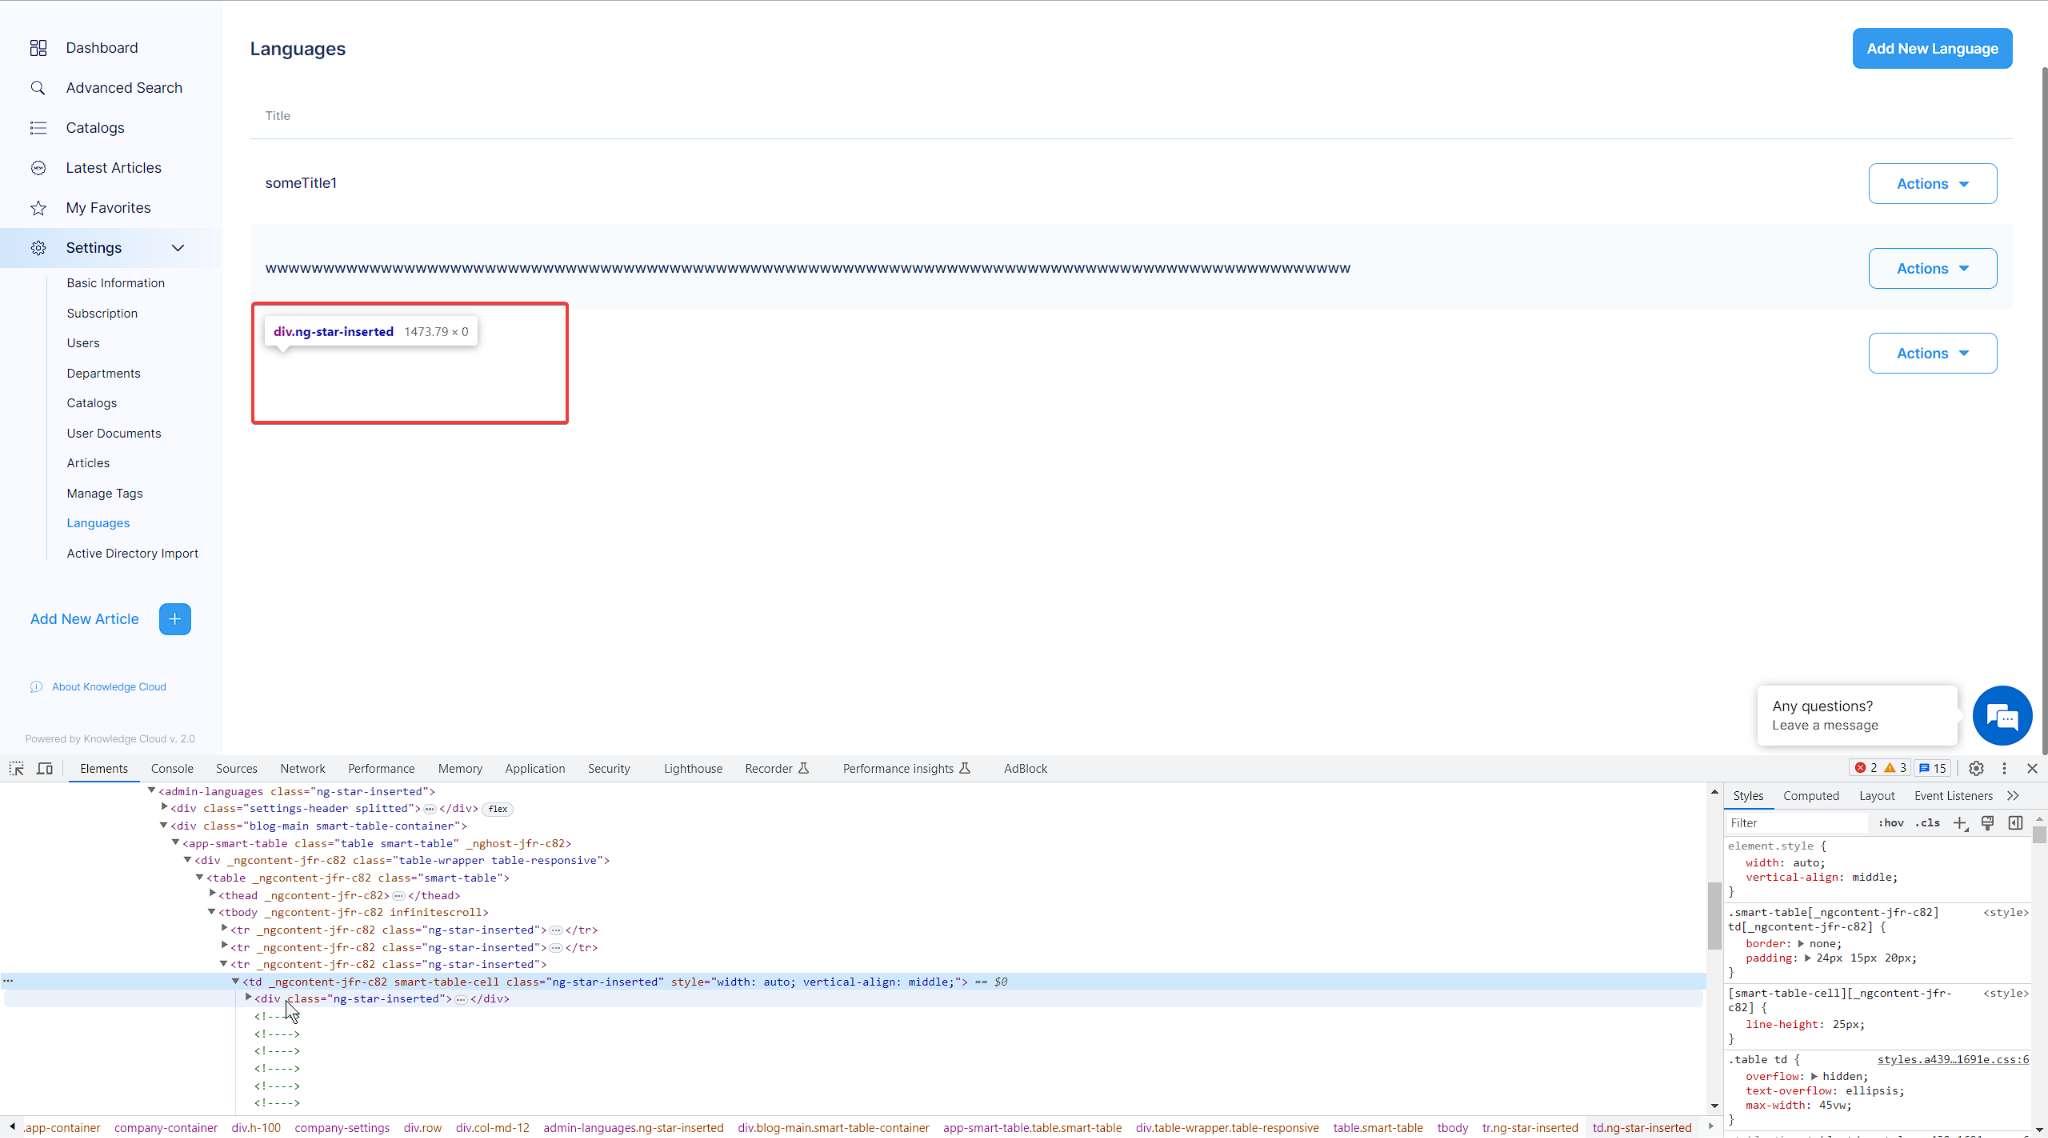 Dashboard
Advanced Search
Catalogs
Latest Articles
My Favorites
Settings
Basic Information
Subscription
Users
Departments
Catalogs
User Documents
Articles
Manage Tags
Languages
Active Directory Import
Add New Article
About Knowledge Cloud
Powered by Knowledge Cloud v. 2.0
Languages
Add New Language
Title
someTitle1
Actions
Actions
div.ng-star-inserted 1473.79 × 0
Actions
Any questions?
Leave a message
Elements Console Sources Network Performance Memory Application Security Lighthouse Recorder Performance insights AdBlock 2 3 15
<admin-languages class="ng-star-inserted">
<div class="settings-header splitted">…</div> flex
<div class="blog-main smart-table-container">
<app-smart-table class="table smart-table" _nghost-jfr-c82>
<div _ngcontent-jfr-c82 class="table-wrapper table-responsive">
<table _ngcontent-jfr-c82 class="smart-table">
<thead _ngcontent-jfr-c82>…</thead>
<tbody _ngcontent-jfr-c82 infinitescroll>
<tr _ngcontent-jfr-c82 class="ng-star-inserted">…</tr>
<tr _ngcontent-jfr-c82 class="ng-star-inserted">…</tr>
<tr _ngcontent-jfr-c82 class="ng-star-inserted">
… <td _ngcontent-jfr-c82 smart-table-cell class="ng-star-inserted" style="width: auto; vertical-align: middle;"> == $0
<div class="ng-star-inserted">…</div>
<!---->
<!---->
<!---->
<!---->
<!---->
<!---->
.app-container company-container div.h-100 company-settings div.row div.col-md-12 admin-languages.ng-star-inserted div.blog-main.smart-table-container app-smart-table.table.smart-table div.table-wrapper.table-responsive table.smart-table tbody tr.ng-star-inserted td.ng-star-inserted
Styles Computed Layout Event Listeners
Filter :hov .cls
element.style {
width: auto;
vertical-align: middle;
}
.smart-table[_ngcontent-jfr-c82] <style>
td[_ngcontent-jfr-c82] {
border: none;
padding: 24px 15px 20px;
}
[smart-table-cell][_ngcontent-jfr- <style>
c82] {
line-height: 25px;
}
.table td { styles.a439…1691e.css:6
overflow: hidden;
text-overflow: ellipsis;
max-width: 45vw;
}